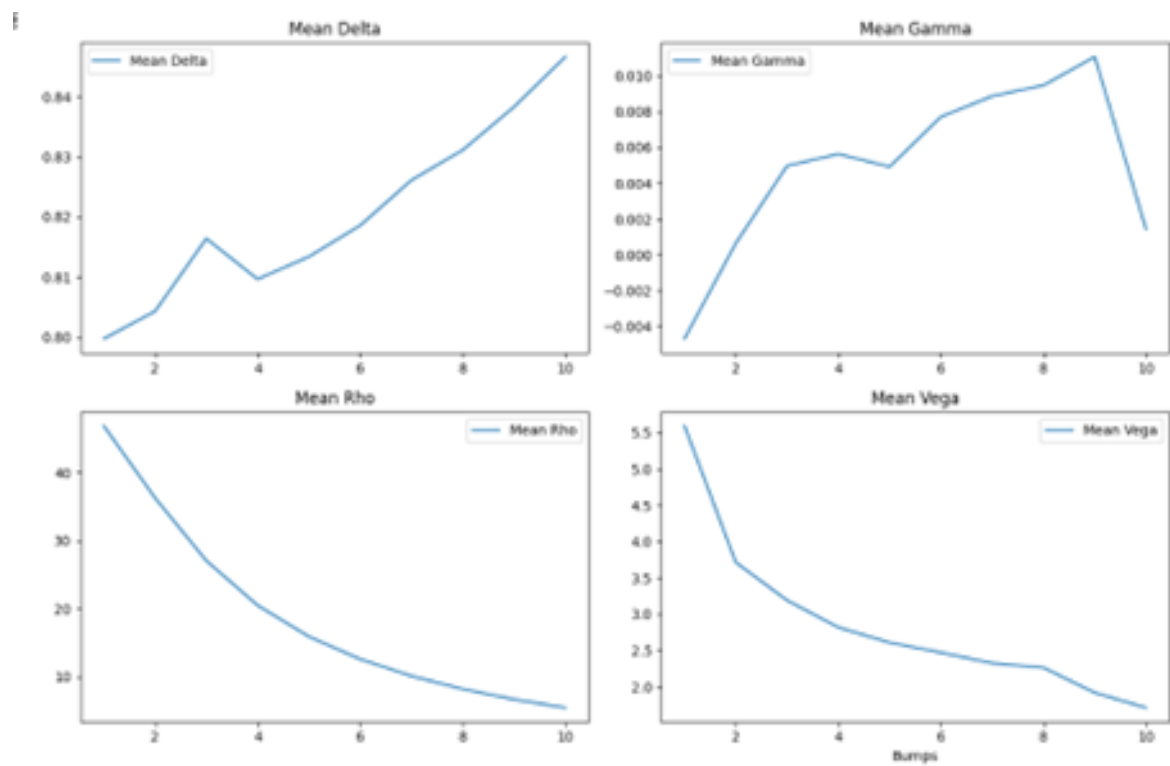 Mean Delta
Mean Delta
0.84
0.83
0.82
0.81
0.80
2 4 6 8 10
Mean Gamma
Mean Gamma
0.010
0.008
0.006
0.004
0.002
0.000
−0.002
−0.004
2 4 6 8 10
Mean Rho
Mean Rho
40
30
20
10
2 4 6 8 10
Mean Vega
Mean Vega
5.5
5.0
4.5
4.0
3.5
3.0
2.5
2.0
2 4 6 8 10
Bumps